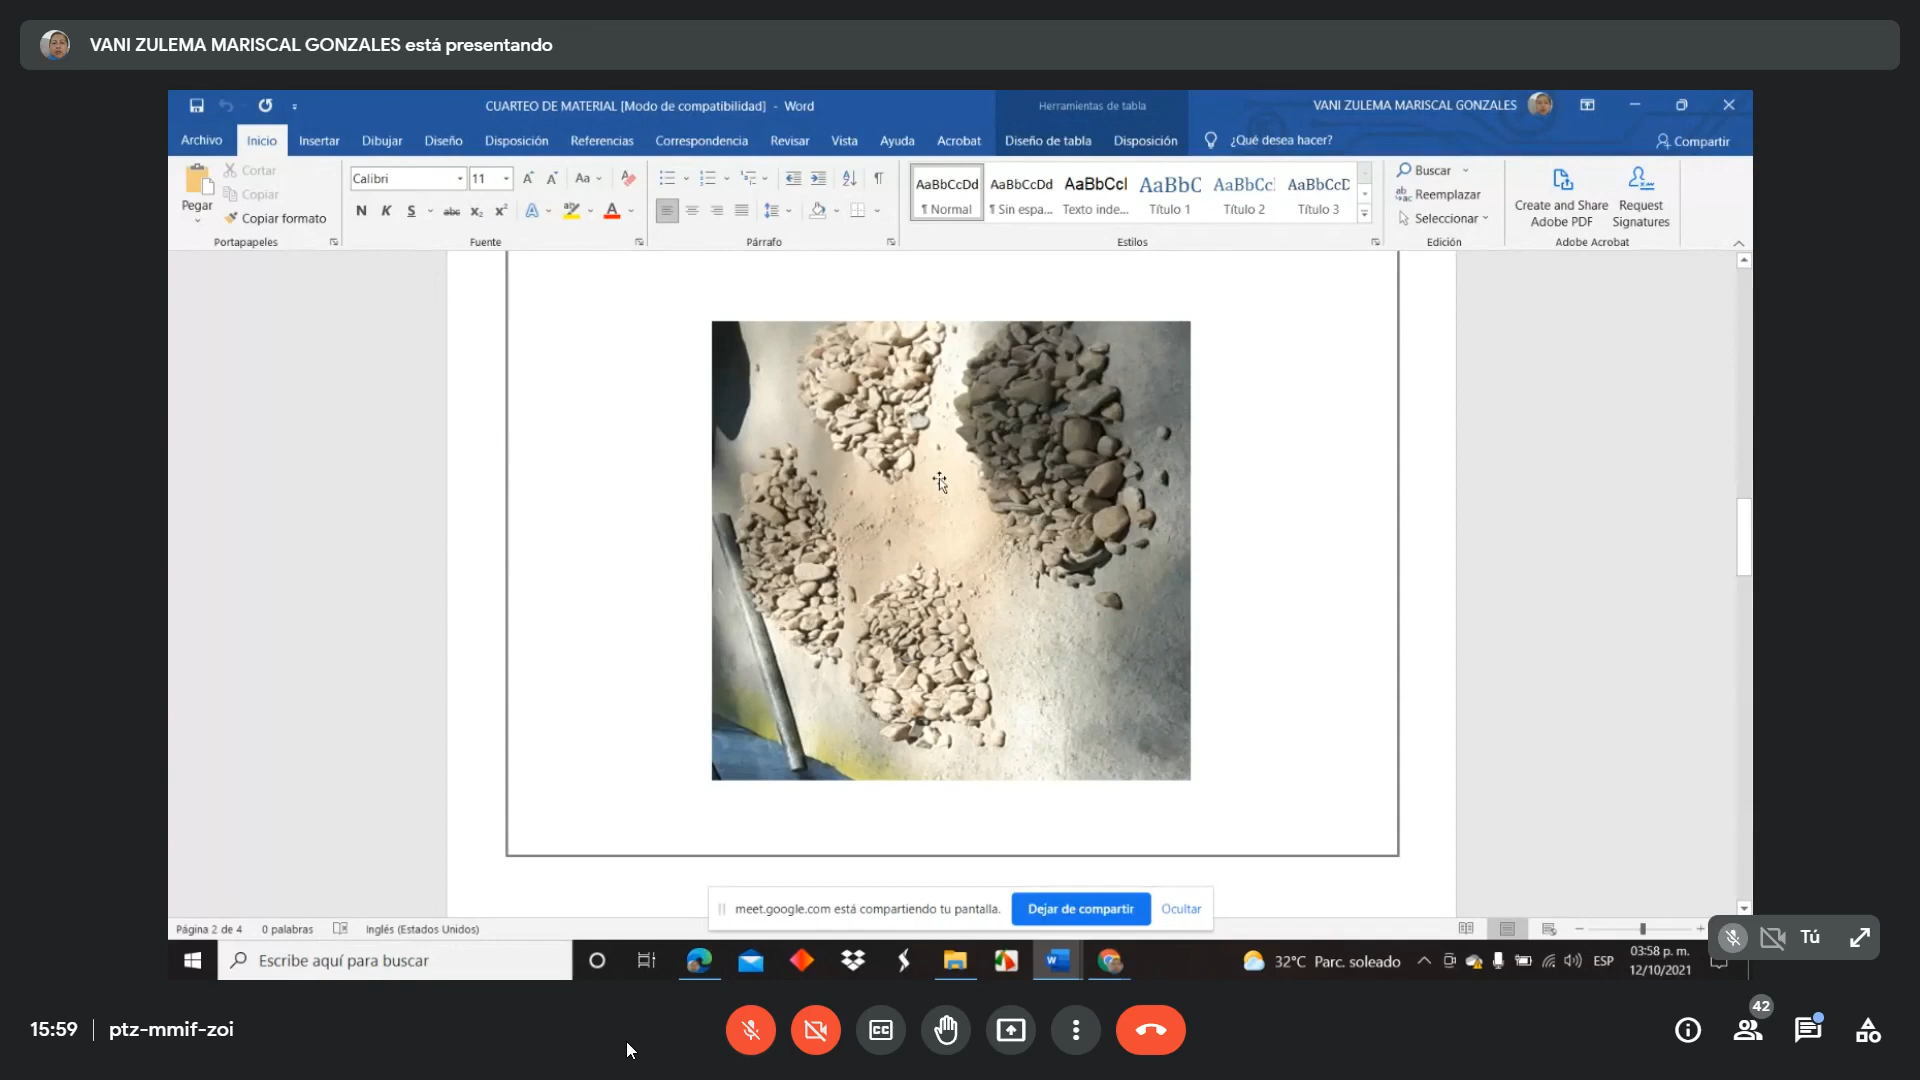 VANI ZULEMA MARISCAL GONZALES está presentando
CUARTEO DE MATERIAL [Modo de compatibilidad] - Word
Herramientas de tabla
VANI ZULEMA MARISCAL GONZALES
Archivo Inicio Insertar Dibujar Diseño Disposición Referencias Correspondencia Revisar Vista Ayuda Acrobat Diseño de tabla Disposición ¿Qué desea hacer? Compartir
Pegar
Cortar
Copiar
Copiar formato
Portapapeles
Calibri 11
Aa
N K S abc x₂ x² A A
Fuente
Párrafo
AaBbCcDd AaBbCcDd AaBbCcI AaBbC AaBbCc AaBbCcD
¶ Normal ¶ Sin espa... Texto inde... Título 1 Título 2 Título 3
Estilos
Buscar
Reemplazar
Seleccionar
Edición
Create and Share Adobe PDF
Request Signatures
Adobe Acrobat
meet.google.com está compartiendo tu pantalla. Dejar de compartir Ocultar
Página 2 de 4 0 palabras Inglés (Estados Unidos)
Tú
Escribe aquí para buscar
32°C Parc. soleado ESP
03:58 p. m.
12/10/2021
15:59 ptz-mmif-zoi
CC
42